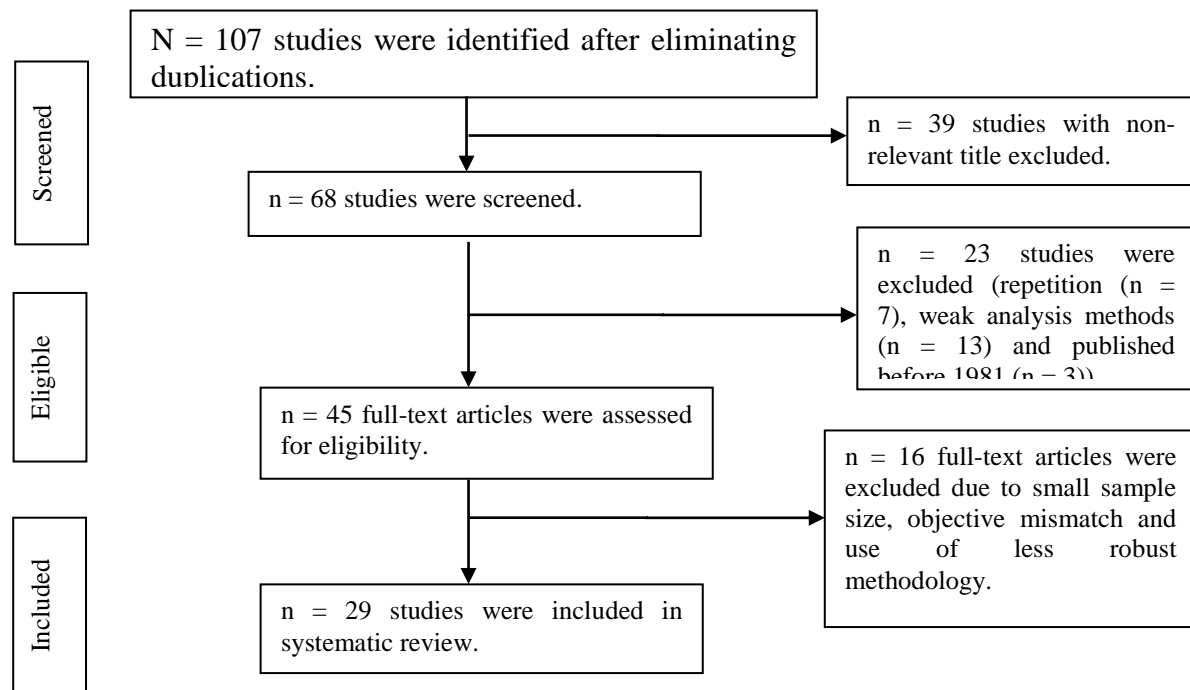 N = 107 studies were identified after eliminating
duplications.
Screened
n = 39 studies with non-
relevant title excluded.
n = 68 studies were screened.
n = 23 studies were
excluded (repetition (n =
7), weak analysis methods
(n = 13) and published
before 1981 (n = 3))
Eligible
n = 45 full-text articles were assessed
for eligibility.
n = 16 full-text articles were
excluded due to small sample
size, objective mismatch and
use of less robust
methodology.
Included
n = 29 studies were included in
systematic review.